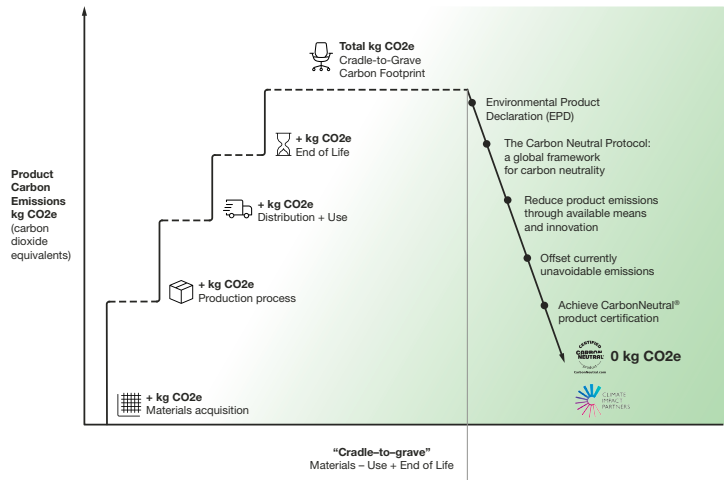 Total kg CO2e
Cradle-to-Grave
Carbon Footprint
Environmental Product
Declaration (EPD)
+ kg CO2e
End of Life
The Carbon Neutral Protocol:
a global framework
for carbon neutrality
Product
Carbon
Emissions
kg CO2e
(carbon
dioxide
equivalents)
+ kg CO2e
Distribution + Use
Reduce product emissions
through available means
and innovation
Offset currently
unavoidable emissions
+ kg CO2e
Production process
Achieve CarbonNeutral®
product certification
CERTIFIED
CARBON
NEUTRAL
PRODUCT
CarbonNeutral.com
0 kg CO2e
+ kg CO2e
Materials acquisition
CLIMATE
IMPACT
PARTNERS
“Cradle–to–grave”
Materials – Use + End of Life